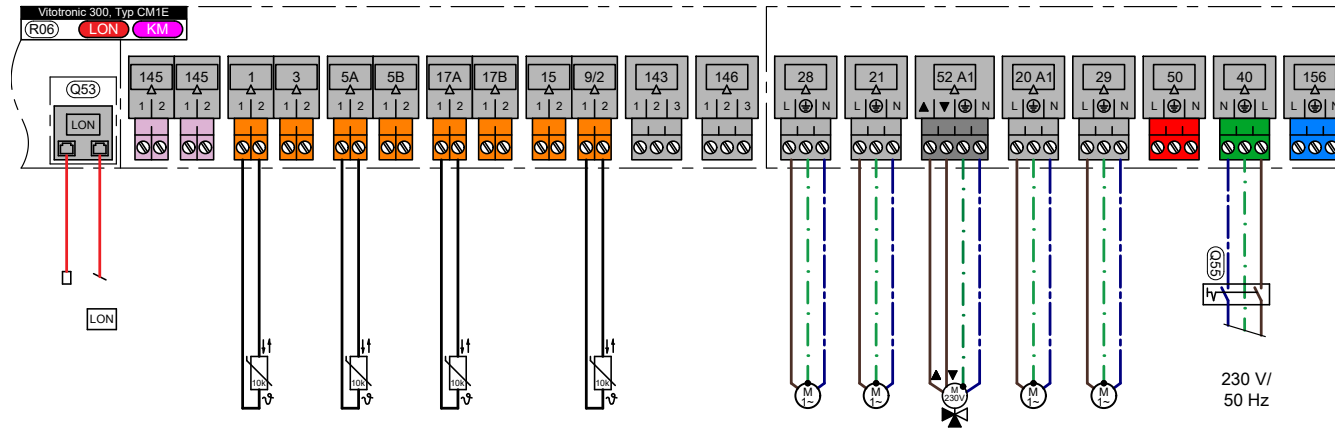 Vitotronic 300, Typ CM1E
R06 LON KM
Q53
LON
145 145 1 3 5A 5B 17A 17B 15 9/2 143 146 28 21 52 A1 20 A1 29 50 40 156
1 2 1 2 1 2 1 2 1 2 1 2 1 2 1 2 1 2 1 2 1 2 3 1 2 3 L N L N ▲ ▼ N L N L N L N N L L N
Q55
LON
10k ϑ 10k ϑ 10k ϑ 10k ϑ
M 1~ M 1~ M 230V M 1~ M 1~
230 V/
50 Hz